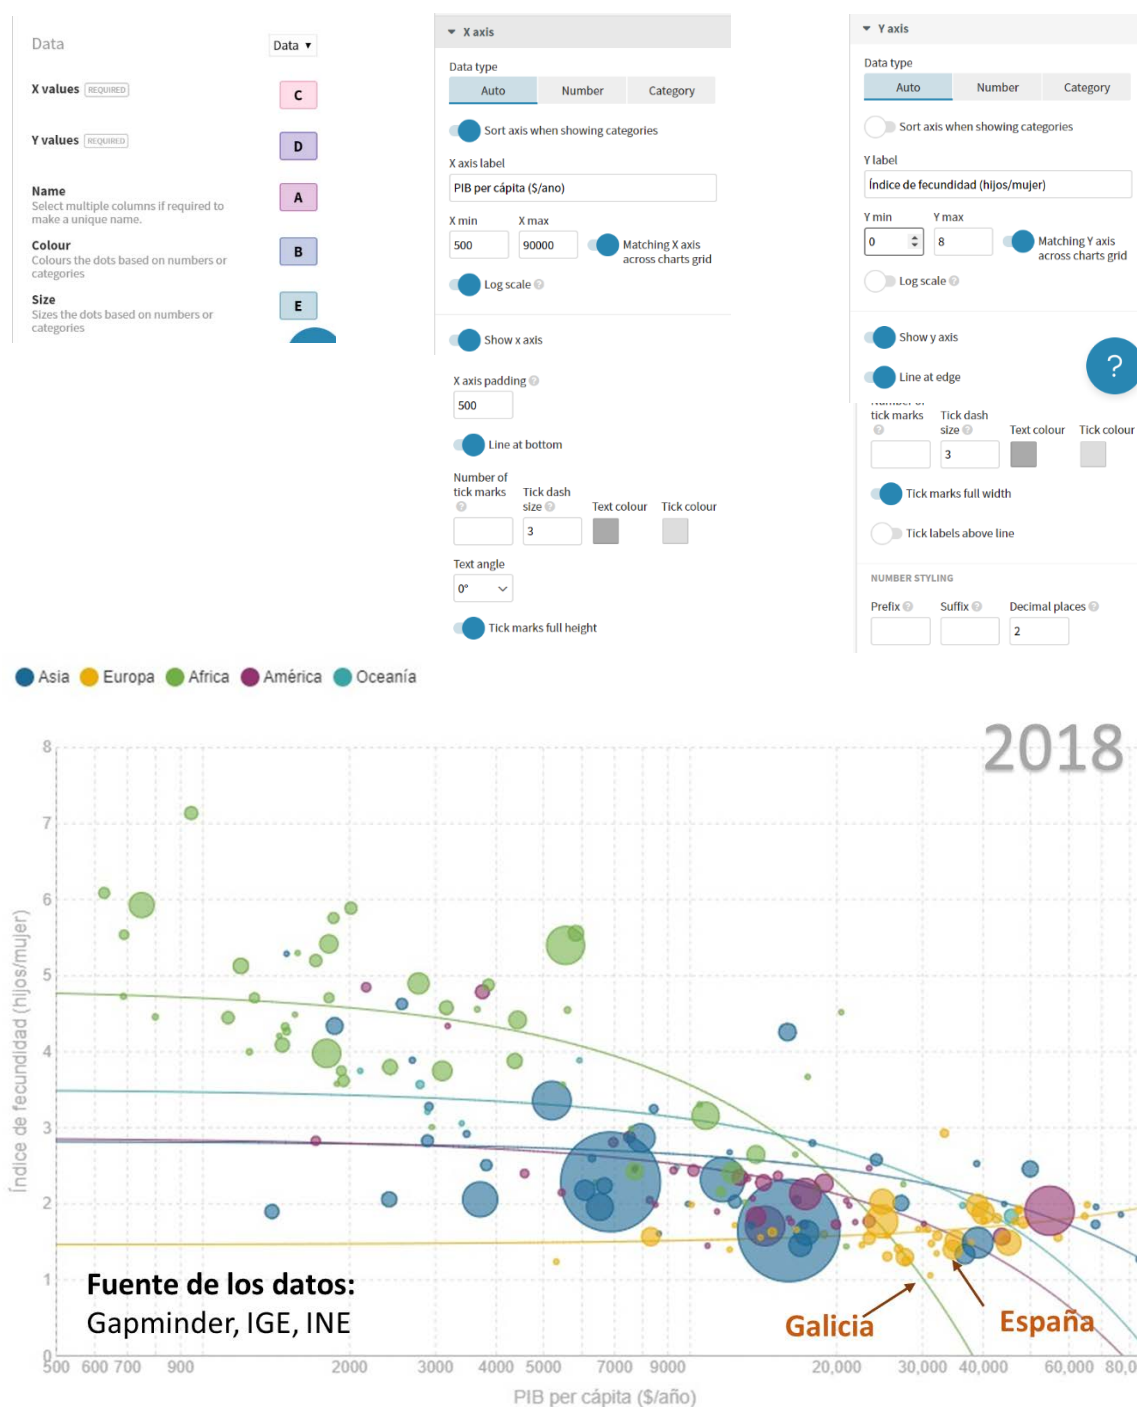 Data
Data ▾
X values REQUIRED
C
Y values REQUIRED
D
Name
Select multiple columns if required to
make a unique name.
A
Colour
Colours the dots based on numbers or
categories
B
Size
Sizes the dots based on numbers or
categories
E
X axis
Data type
Auto Number Category
Sort axis when showing categories
X axis label
PIB per cápita ($/ano)
X min X max
500 90000 Matching X axis
across charts grid
Log scale
Show x axis
X axis padding
500
Line at bottom
Number of
tick marks Tick dash
size Text colour Tick colour
3
Text angle
0°
Tick marks full height
Y axis
Data type
Auto Number Category
Sort axis when showing categories
Y label
Índice de fecundidad (hijos/mujer)
Y min Y max
0 8 Matching Y axis
across charts grid
Log scale
Show y axis
Line at edge
?
Number of
tick marks Tick dash
size Text colour Tick colour
3
Tick marks full width
Tick labels above line
NUMBER STYLING
Prefix Suffix Decimal places
2
Asia Europa Africa América Oceanía
2018
Índice de fecundidad (hijos/mujer)
8
7
6
5
4
3
2
1
0
Fuente de los datos:
Gapminder, IGE, INE
Galicia
España
500 600 700 900 2000 3000 4000 5000 7000 9000 20,000 30,000 40,000 60,000 80,0
PIB per cápita ($/año)